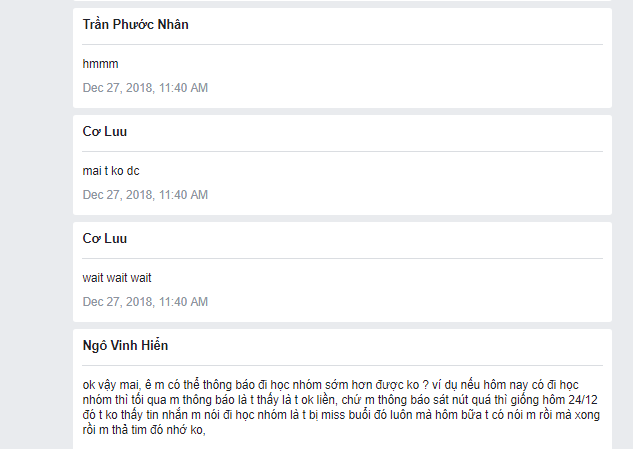 Trần Phước Nhân
hmmm
Dec 27, 2018, 11:40 AM
Cơ Luu
mai t ko dc
Dec 27, 2018, 11:40 AM
Cơ Luu
wait wait wait
Dec 27, 2018, 11:40 AM
Ngô Vinh Hiển
ok vậy mai, ê m có thể thông báo đi học nhóm sớm hơn được ko ? ví dụ nếu hôm nay có đi học
nhóm thì tối qua m thông báo là t thấy là t ok liền, chứ m thông báo sát nút quá thì giống hôm 24/12
đó t ko thấy tin nhắn m nói đi học nhóm là t bị miss buổi đó luôn mà hôm bữa t có nói m rồi mà xong
rồi m thả tim đó nhớ ko,